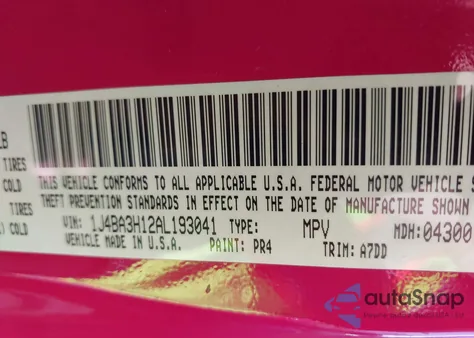 LB
TIRES
COLD
TIRES
COLD
THIS VEHICLE CONFORMS TO ALL APPLICABLE U.S.A. FEDERAL MOTOR VEHICLE S
THEFT PREVENTION STANDARDS IN EFFECT ON THE DATE OF MANUFACTURE SHOWN
VIN: 1J4BA3H12AL193041 TYPE: MPV MDH: 04300
VEHICLE MADE IN U.S.A. PAINT: PR4 TRIM: A7DD
autoSnap